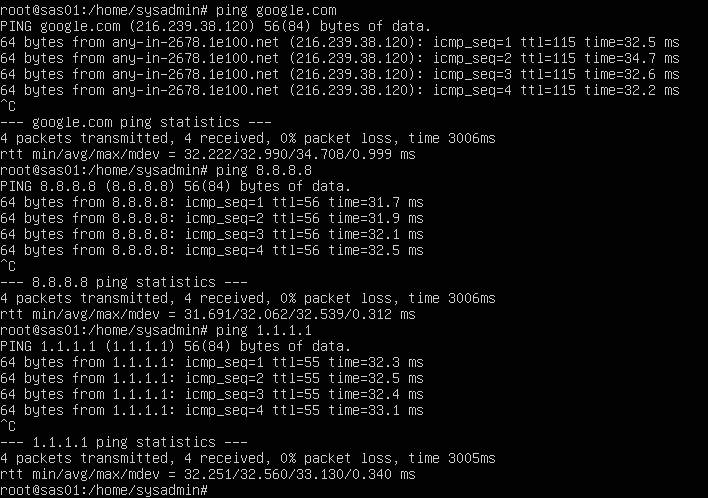 root@sas01:/home/sysadmin# ping google.com
PING google.com (216.239.38.120) 56(84) bytes of data.
64 bytes from any-in-2678.1e100.net (216.239.38.120): icmp_seq=1 ttl=115 time=32.5 ms
64 bytes from any-in-2678.1e100.net (216.239.38.120): icmp_seq=2 ttl=115 time=34.7 ms
64 bytes from any-in-2678.1e100.net (216.239.38.120): icmp_seq=3 ttl=115 time=32.6 ms
64 bytes from any-in-2678.1e100.net (216.239.38.120): icmp_seq=4 ttl=115 time=32.2 ms
^C
--- google.com ping statistics ---
4 packets transmitted, 4 received, 0% packet loss, time 3006ms
rtt min/avg/max/mdev = 32.222/32.990/34.708/0.999 ms
root@sas01:/home/sysadmin# ping 8.8.8.8
PING 8.8.8.8 (8.8.8.8) 56(84) bytes of data.
64 bytes from 8.8.8.8: icmp_seq=1 ttl=56 time=31.7 ms
64 bytes from 8.8.8.8: icmp_seq=2 ttl=56 time=31.9 ms
64 bytes from 8.8.8.8: icmp_seq=3 ttl=56 time=32.1 ms
64 bytes from 8.8.8.8: icmp_seq=4 ttl=56 time=32.5 ms
^C
--- 8.8.8.8 ping statistics ---
4 packets transmitted, 4 received, 0% packet loss, time 3006ms
rtt min/avg/max/mdev = 31.691/32.062/32.539/0.312 ms
root@sas01:/home/sysadmin# ping 1.1.1.1
PING 1.1.1.1 (1.1.1.1) 56(84) bytes of data.
64 bytes from 1.1.1.1: icmp_seq=1 ttl=55 time=32.3 ms
64 bytes from 1.1.1.1: icmp_seq=2 ttl=55 time=32.5 ms
64 bytes from 1.1.1.1: icmp_seq=3 ttl=55 time=32.4 ms
64 bytes from 1.1.1.1: icmp_seq=4 ttl=55 time=33.1 ms
^C
--- 1.1.1.1 ping statistics ---
4 packets transmitted, 4 received, 0% packet loss, time 3005ms
rtt min/avg/max/mdev = 32.251/32.560/33.130/0.340 ms
root@sas01:/home/sysadmin#